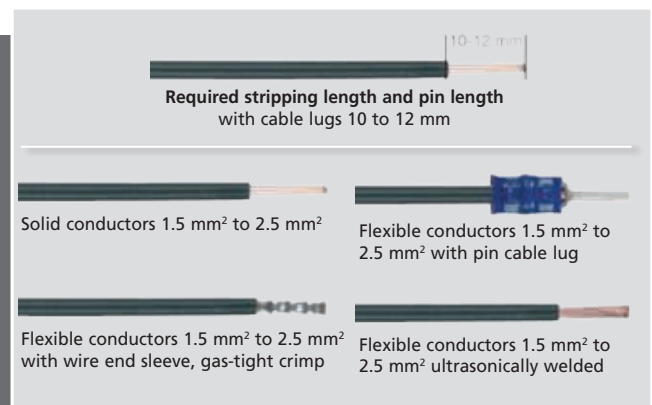 10-12 mm
Required stripping length and pin length
with cable lugs 10 to 12 mm
Solid conductors 1.5 mm² to 2.5 mm²
Flexible conductors 1.5 mm² to
2.5 mm² with pin cable lug
Flexible conductors 1.5 mm² to 2.5 mm²
with wire end sleeve, gas-tight crimp
Flexible conductors 1.5 mm² to
2.5 mm² ultrasonically welded